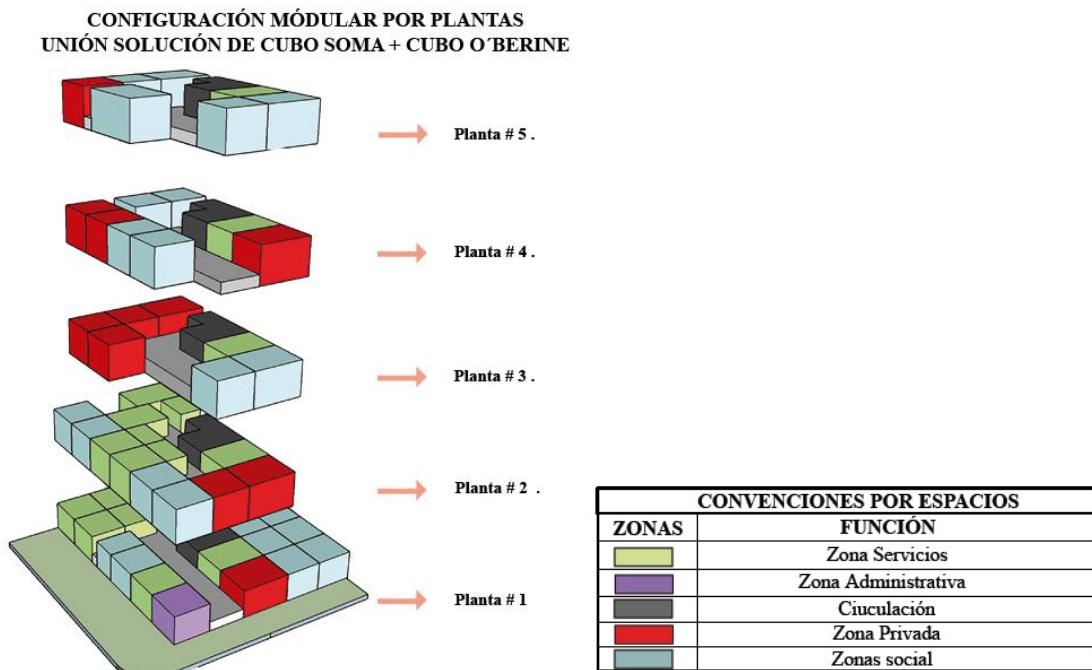 CONFIGURACIÓN MÓDULAR POR PLANTAS
UNIÓN SOLUCIÓN DE CUBO SOMA + CUBO O´BERINE
Planta # 5 .
Planta # 4 .
Planta # 3 .
Planta # 2 .
Planta # 1
CONVENCIONES POR ESPACIOS
ZONAS FUNCIÓN
Zona Servicios
Zona Administrativa
Ciuculación
Zona Privada
Zonas social